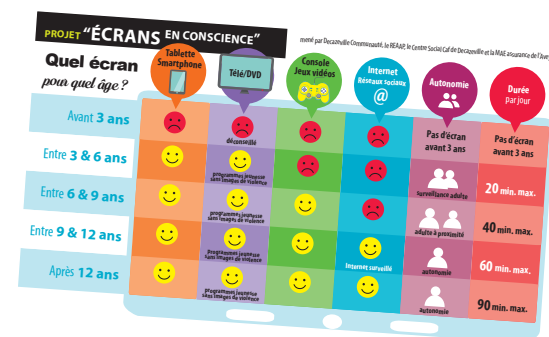 PROJET “ÉCRANS EN CONSCIENCE”
mené par Decazeville Communauté, le REAAP, le Centre Social Caf de Decazeville et la MAE assurance de l'Avey
Quel écran
pour quel âge ?
Tablette
Smartphone
Télé/DVD
Console
Jeux vidéos
Internet
Réseaux sociaux
@
Autonomie
Durée
par jour
Avant 3 ans
déconseillé
Pas d'écran
avant 3 ans
Pas d'écran
avant 3 ans
Entre 3 & 6 ans
programmes jeunesse
sans images de violence
surveillance adulte
20 min. max.
Entre 6 & 9 ans
programmes jeunesse
sans images de violence
adulte à proximité
40 min. max.
Entre 9 & 12 ans
Programmes jeunesse
sans images de violence
Internet surveillé
autonomie
60 min. max.
Après 12 ans
programmes jeunesse
sans images de violence
autonomie
90 min. max.